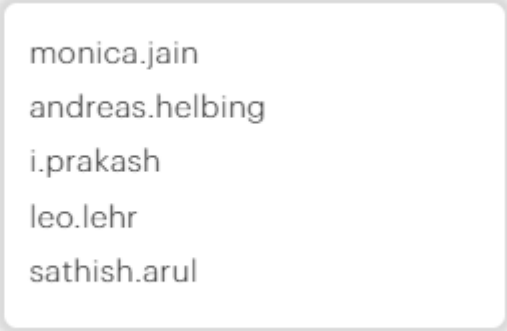 monica.jain
andreas.helbing
i.prakash
leo.lehr
sathish.arul